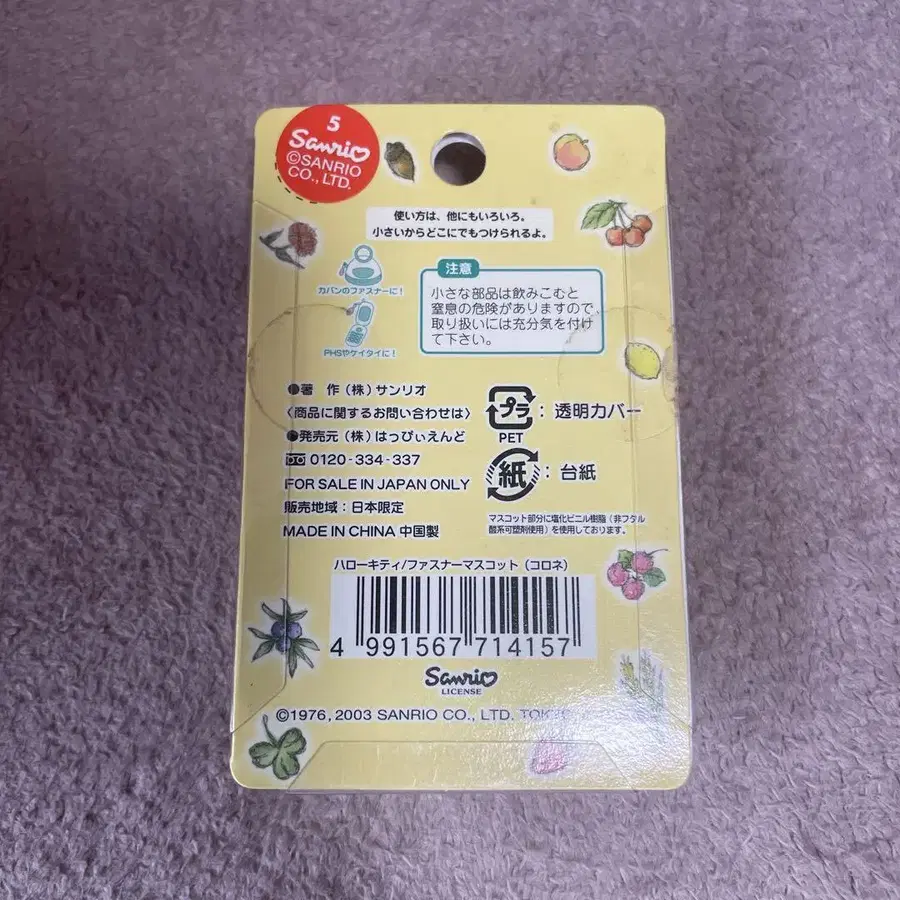 5
Sanrio
©SANRIO
CO., LTD.
使い方は、他にもいろいろ。
小さいからどこにでもつけられるよ。
カバンのファスナーに！
PHSやケイタイに！
注意
小さな部品は飲みこむと
窒息の危険がありますので、
取り扱いには充分気を付け
て下さい。
●著 作（株）サンリオ
〈商品に関するお問い合わせは〉
●発売元（株）はっぴぃえんど
0120-334-337
FOR SALE IN JAPAN ONLY
販売地域：日本限定
MADE IN CHINA 中国製
プラ：透明カバー
PET
紙：台紙
マスコット部分に塩化ビニル樹脂（非フタル
酸系可塑剤使用）を使用しております。
ハローキティ/ファスナーマスコット（コロネ）
4 991567 714157
Sanrio
LICENSE
©1976, 2003 SANRIO CO., LTD.